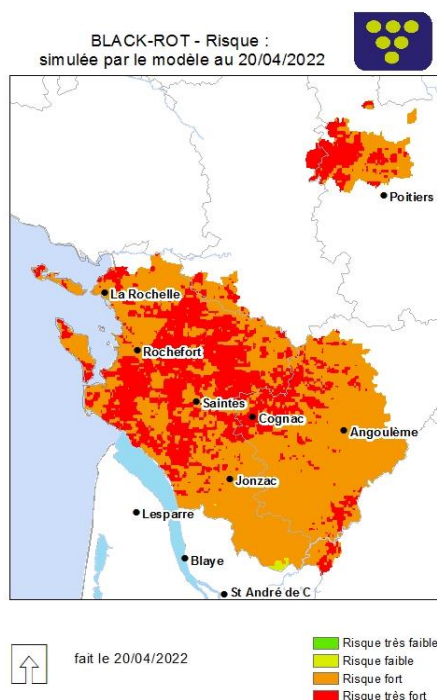 BLACK-ROT - Risque :
simulée par le modèle au 20/04/2022
Poitiers
La Rochelle
Rochefort
Saintes
Cognac
Angoulème
Jonzac
Lesparre
Blaye
St André de C
fait le 20/04/2022
Risque très faible
Risque faible
Risque fort
Risque très fort